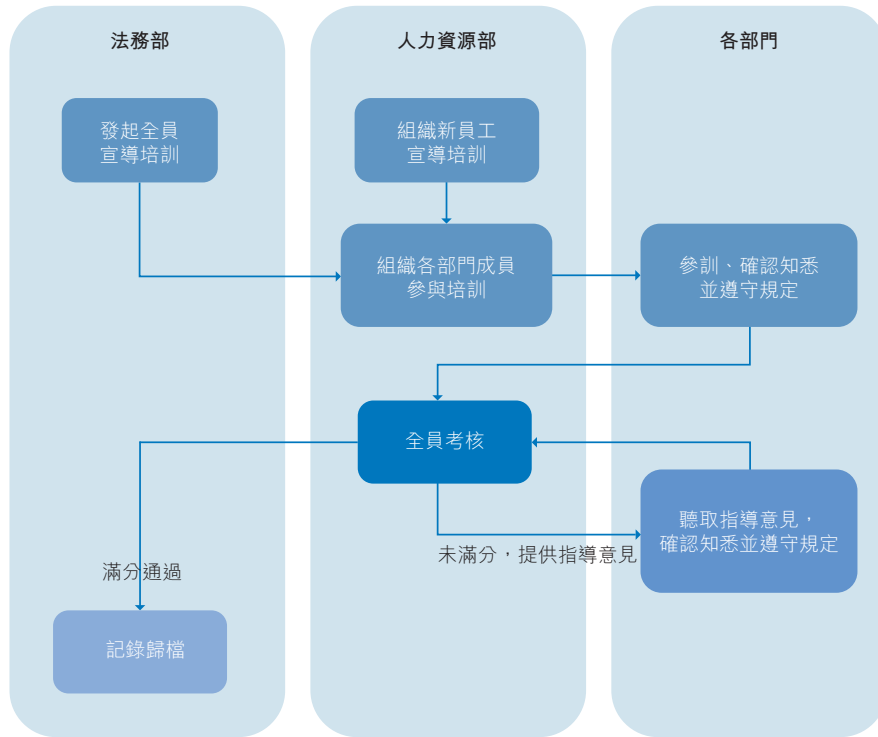 法務部
人力資源部
各部門
發起全員
宣導培訓
組織新員工
宣導培訓
組織各部門成員
參與培訓
參訓、確認知悉
並遵守規定
全員考核
聽取指導意見，
確認知悉並遵守規定
未滿分，提供指導意見
滿分通過
記錄歸檔